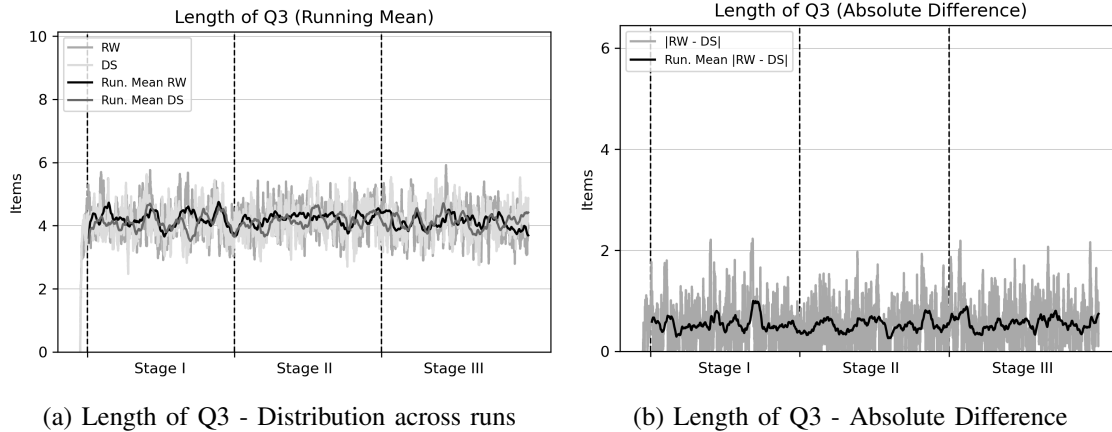 Length of Q3 (Running Mean)
10
8
6
4
2
0
Items
RW
DS
Run. Mean RW
Run. Mean DS
Stage I
Stage II
Stage III
(a) Length of Q3 - Distribution across runs
Length of Q3 (Absolute Difference)
6
4
2
0
Items
|RW - DS|
Run. Mean |RW - DS|
Stage I
Stage II
Stage III
(b) Length of Q3 - Absolute Difference